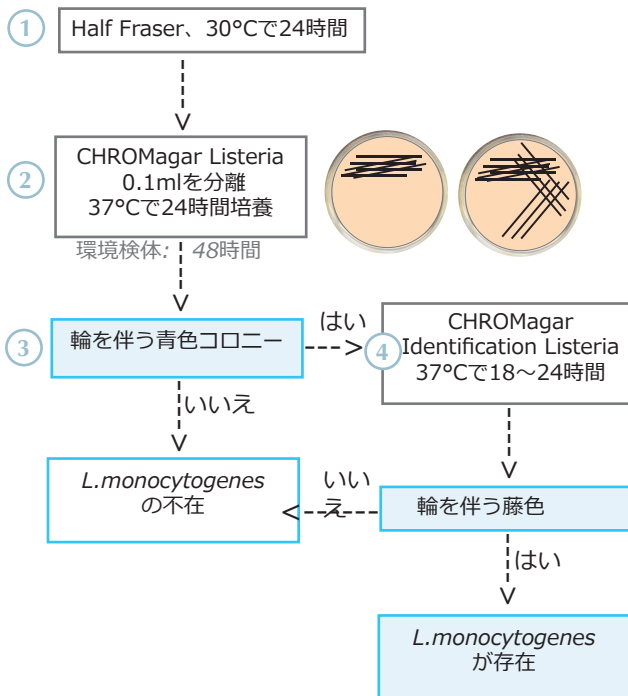 1
Half Fraser、30°Cで24時間
2
CHROMagar Listeria
0.1mlを分離
37°Cで24時間培養
環境検体: 48時間
3
輪を伴う青色コロニー
はい
4
CHROMagar
Identification Listeria
37°Cで18～24時間
いいえ
L.monocytogenes
の不在
いい
え
輪を伴う藤色
はい
L.monocytogenes
が存在